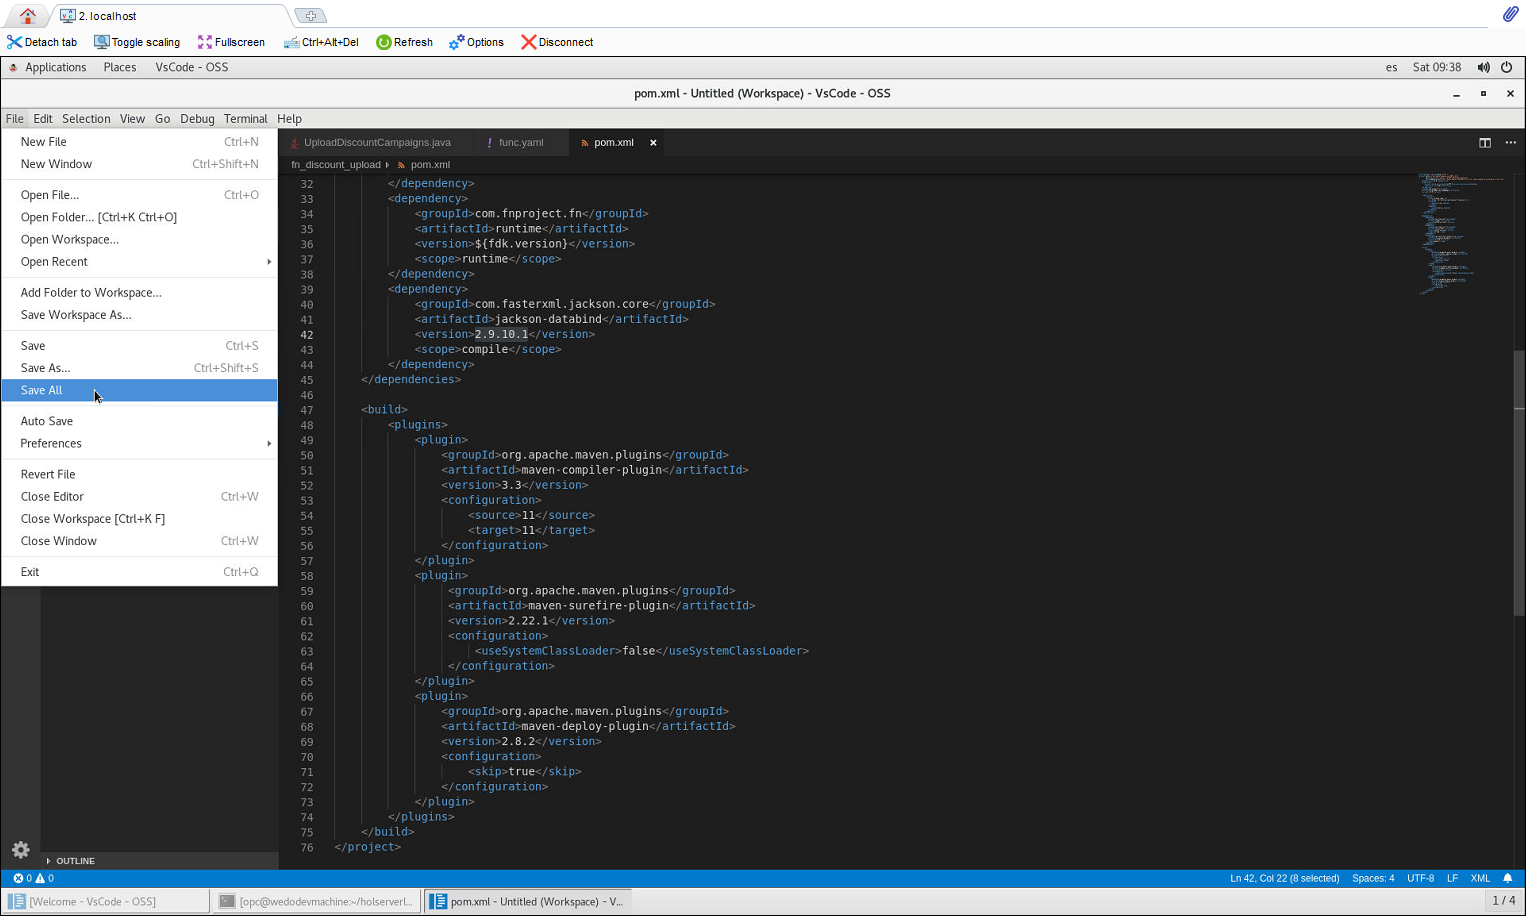 2. localhost
Detach tab Toggle scaling Fullscreen Ctrl+Alt+Del Refresh Options Disconnect
Applications Places VsCode - OSS es Sat 09:38
pom.xml - Untitled (Workspace) - VsCode - OSS
File Edit Selection View Go Debug Terminal Help
New File Ctrl+N
New Window Ctrl+Shift+N
Open File... Ctrl+O
Open Folder... [Ctrl+K Ctrl+O]
Open Workspace...
Open Recent
Add Folder to Workspace...
Save Workspace As...
Save Ctrl+S
Save As... Ctrl+Shift+S
Save All
Auto Save
Preferences
Revert File
Close Editor Ctrl+W
Close Workspace [Ctrl+K F]
Close Window Ctrl+W
Exit Ctrl+Q
OUTLINE
UploadDiscountCampaigns.java ! func.yaml pom.xml
fn_discount_upload pom.xml
32 </dependency>
33 <dependency>
34 <groupId>com.fnproject.fn</groupId>
35 <artifactId>runtime</artifactId>
36 <version>${fdk.version}</version>
37 <scope>runtime</scope>
38 </dependency>
39 <dependency>
40 <groupId>com.fasterxml.jackson.core</groupId>
41 <artifactId>jackson-databind</artifactId>
42 <version>2.9.10.1</version>
43 <scope>compile</scope>
44 </dependency>
45 </dependencies>
46
47 <build>
48 <plugins>
49 <plugin>
50 <groupId>org.apache.maven.plugins</groupId>
51 <artifactId>maven-compiler-plugin</artifactId>
52 <version>3.3</version>
53 <configuration>
54 <source>11</source>
55 <target>11</target>
56 </configuration>
57 </plugin>
58 <plugin>
59 <groupId>org.apache.maven.plugins</groupId>
60 <artifactId>maven-surefire-plugin</artifactId>
61 <version>2.22.1</version>
62 <configuration>
63 <useSystemClassLoader>false</useSystemClassLoader>
64 </configuration>
65 </plugin>
66 <plugin>
67 <groupId>org.apache.maven.plugins</groupId>
68 <artifactId>maven-deploy-plugin</artifactId>
69 <version>2.8.2</version>
70 <configuration>
71 <skip>true</skip>
72 </configuration>
73 </plugin>
74 </plugins>
75 </build>
76 </project>
0 0 Ln 42, Col 22 (8 selected) Spaces: 4 UTF-8 LF XML
[Welcome - VsCode - OSS] [opc@wedodevmachine:~/holserverl... pom.xml - Untitled (Workspace) - V... 1 / 4